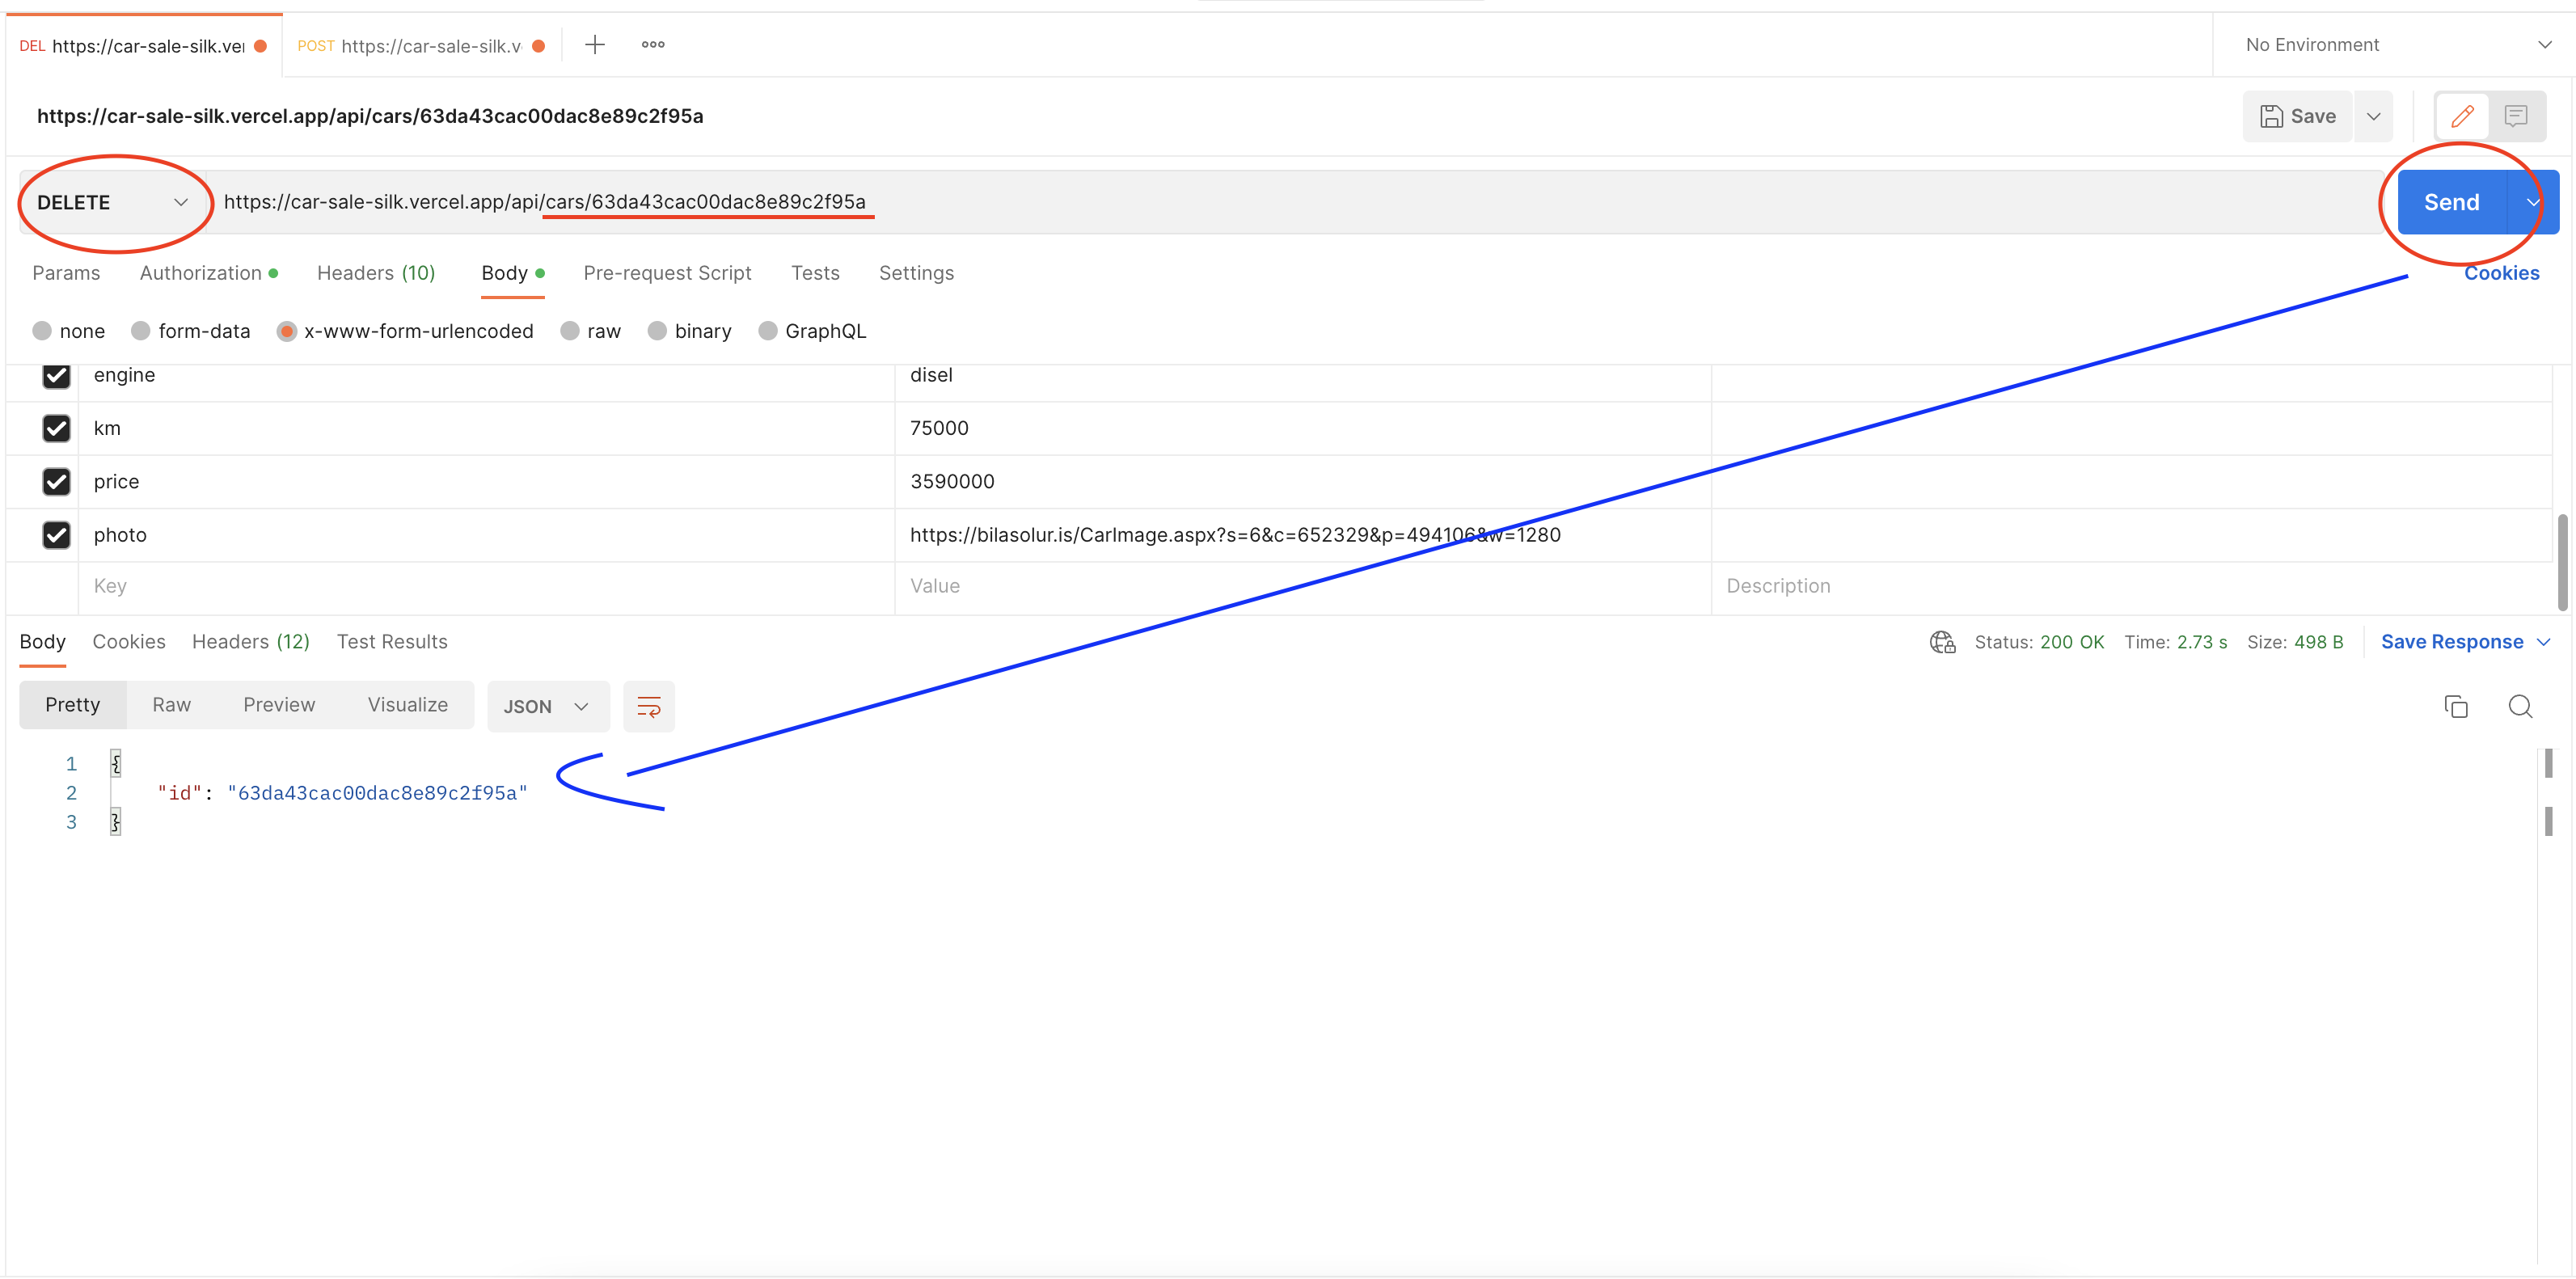 DEL https://car-sale-silk.ver POST https://car-sale-silk.v No Environment
https://car-sale-silk.vercel.app/api/cars/63da43cac00dac8e89c2f95a Save
DELETE https://car-sale-silk.vercel.app/api/cars/63da43cac00dac8e89c2f95a Send
Params Authorization Headers (10) Body Pre-request Script Tests Settings Cookies
none form-data x-www-form-urlencoded raw binary GraphQL
engine disel
km 75000
price 3590000
photo https://bilasolur.is/CarImage.aspx?s=6&c=652329&p=494106&w=1280
Key Value Description
Body Cookies Headers (12) Test Results Status: 200 OK Time: 2.73 s Size: 498 B Save Response
Pretty Raw Preview Visualize JSON
1 {
2 "id": "63da43cac00dac8e89c2f95a"
3 }